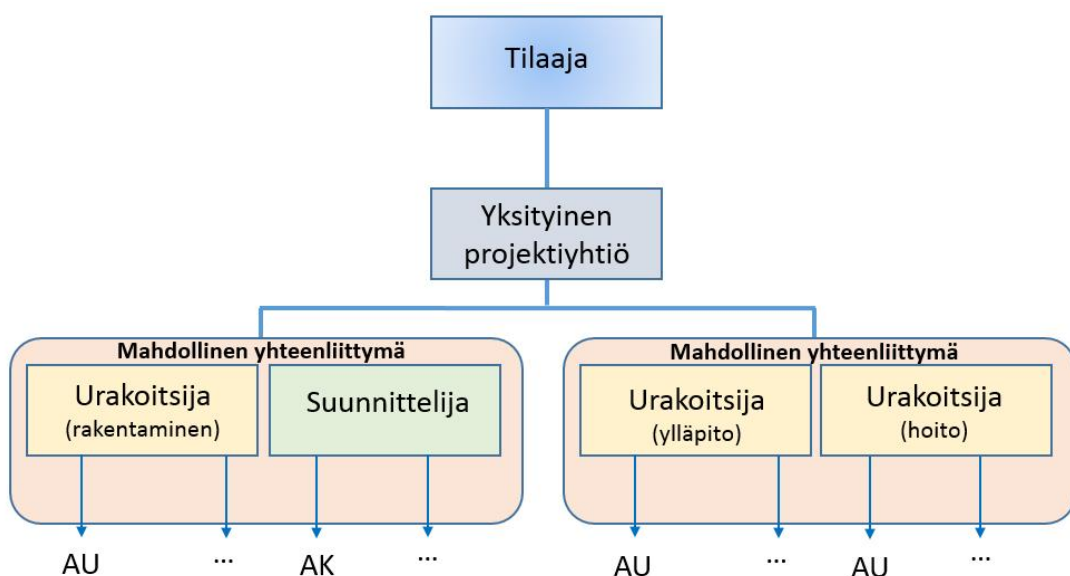 Tilaaja
Yksityinen
projektiyhtiö
Mahdollinen yhteenliittymä
Urakoitsija
(rakentaminen)
Suunnittelija
Mahdollinen yhteenliittymä
Urakoitsija
(ylläpito)
Urakoitsija
(hoito)
AU ... AK ... AU ... AU ...